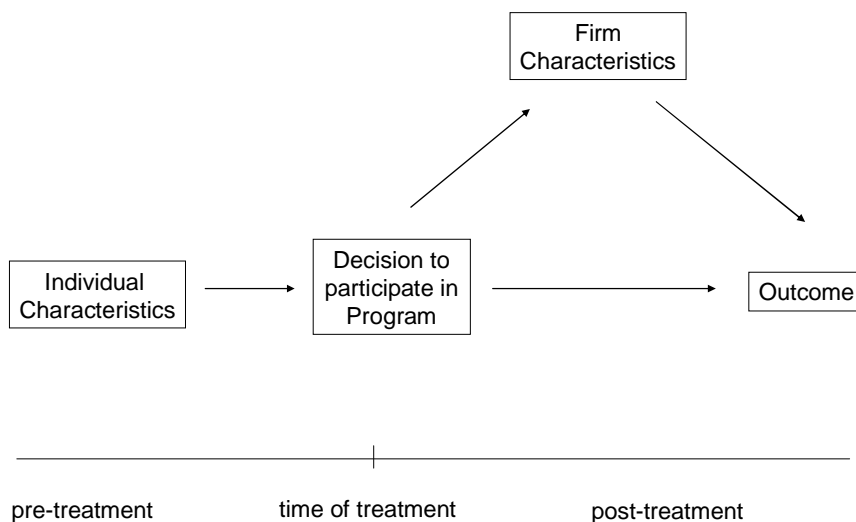 Firm
Characteristics
Individual
Characteristics
Decision to
participate in
Program
Outcome
pre-treatment
time of treatment
post-treatment